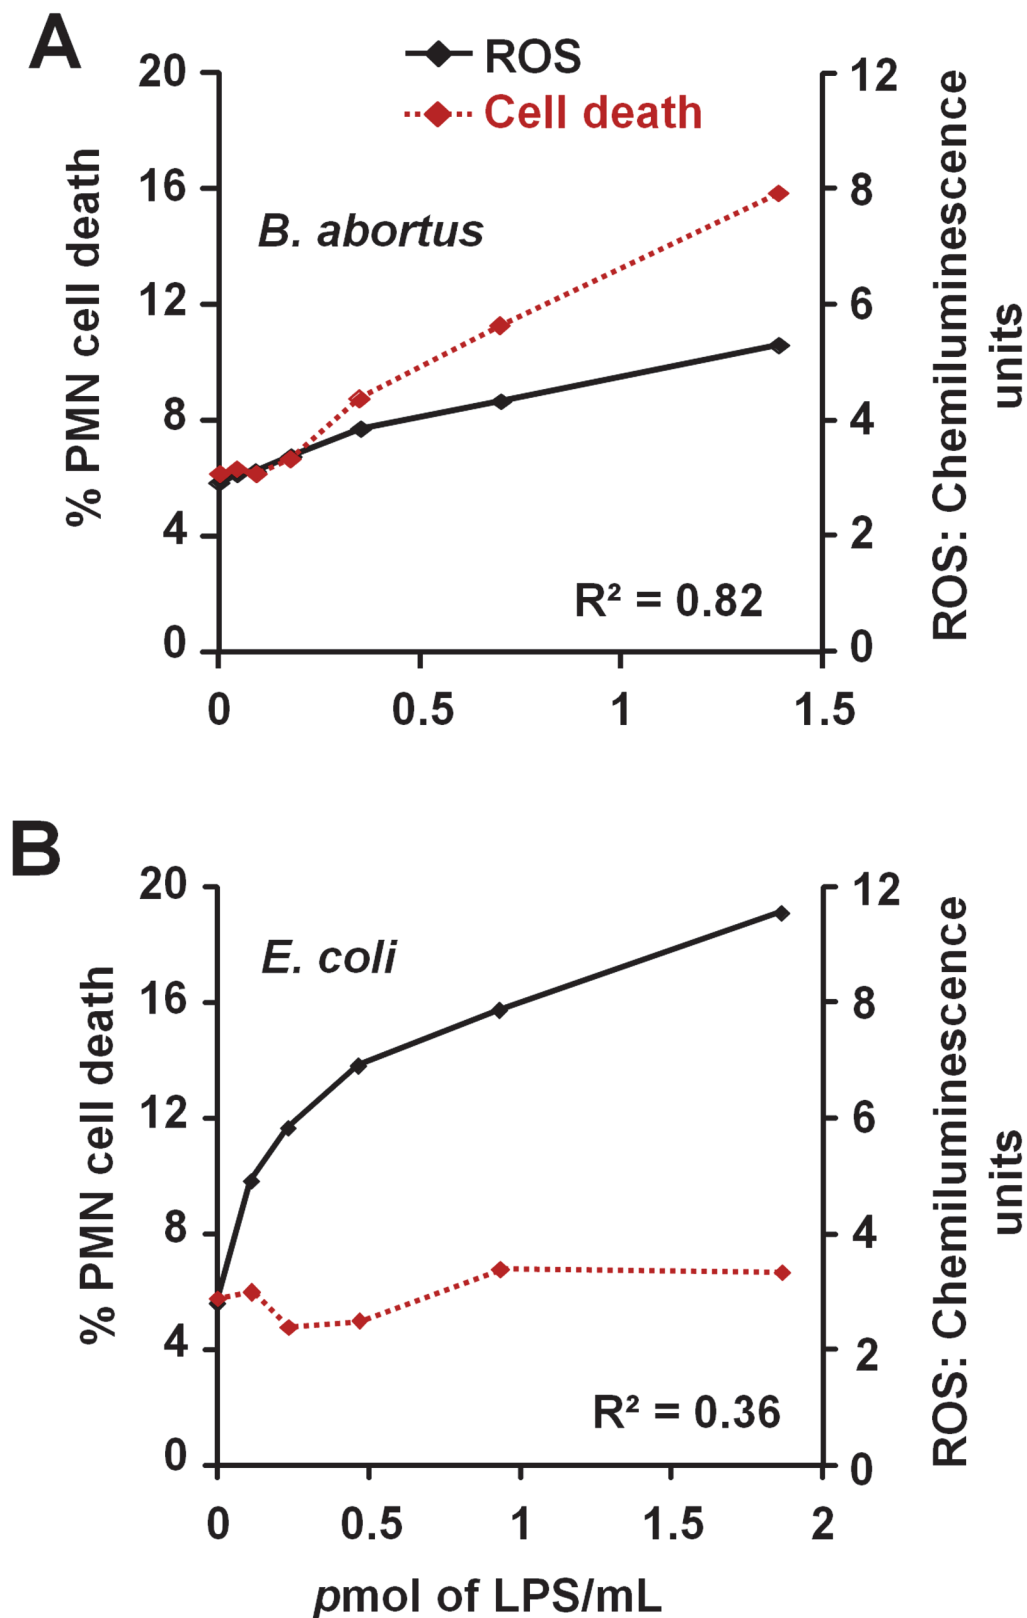 A
ROS
Cell death
20
16
12
8
4
0
% PMN cell death
B. abortus
R² = 0.82
12
8
6
4
2
0
ROS: Chemiluminescence
units
0
0.5
1
1.5
B
20
16
12
8
4
0
% PMN cell death
E. coli
R² = 0.36
12
8
6
4
2
0
ROS: Chemiluminescence
units
0
0.5
1
1.5
2
pmol of LPS/mL